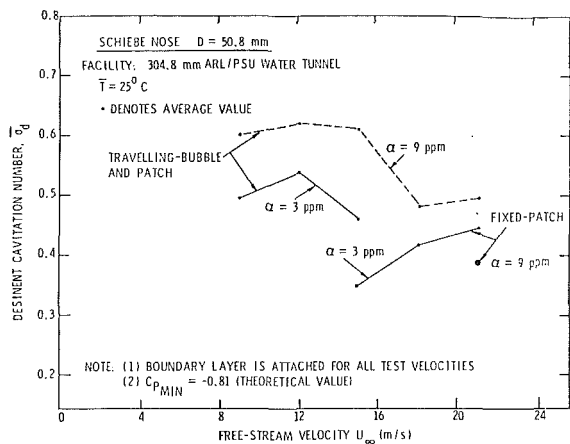 0.8
SCHIEBE NOSE D = 50.8 mm
FACILITY: 304.8 mm ARL/PSU WATER TUNNEL
T̅ = 25° C
• DENOTES AVERAGE VALUE
0.7
0.6
0.5
0.4
0.3
0.2
DESINENT CAVITATION NUMBER, σ̅d
TRAVELLING-BUBBLE
AND PATCH
α = 9 ppm
α = 3 ppm
FIXED-PATCH
α = 3 ppm
α = 9 ppm
NOTE: (1) BOUNDARY LAYER IS ATTACHED FOR ALL TEST VELOCITIES
(2) CPMIN = -0.81 (THEORETICAL VALUE)
0 4 8 12 16 20 24
FREE-STREAM VELOCITY U∞ (m/s)